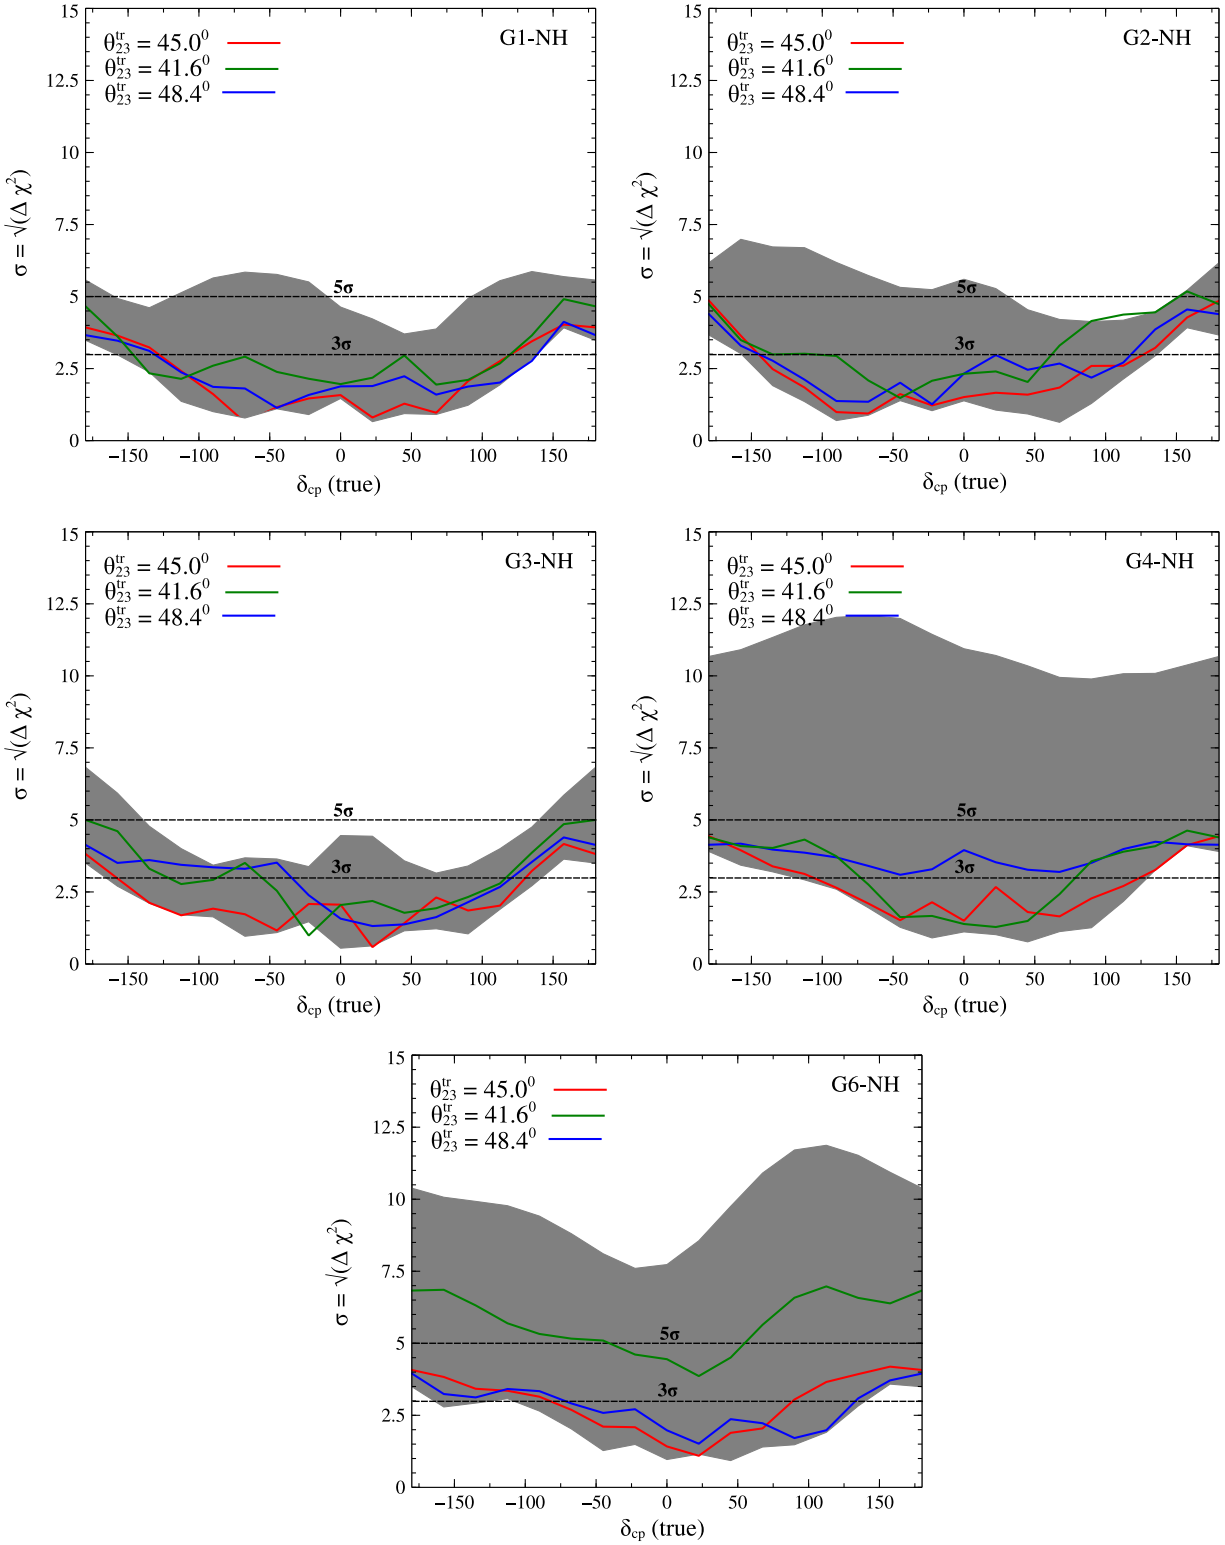 G1-NH
θ₂₃ᵗʳ = 45.0⁰
θ₂₃ᵗʳ = 41.6⁰
θ₂₃ᵗʳ = 48.4⁰
σ = √(Δ χ²)
15
12.5
10
7.5
5
2.5
0
5σ
3σ
−150 −100 −50 0 50 100 150
δcp (true)
G2-NH
θ₂₃ᵗʳ = 45.0⁰
θ₂₃ᵗʳ = 41.6⁰
θ₂₃ᵗʳ = 48.4⁰
σ = √(Δ χ²)
15
12.5
10
7.5
5
2.5
0
5σ
3σ
−150 −100 −50 0 50 100 150
δcp (true)
G3-NH
θ₂₃ᵗʳ = 45.0⁰
θ₂₃ᵗʳ = 41.6⁰
θ₂₃ᵗʳ = 48.4⁰
σ = √(Δ χ²)
15
12.5
10
7.5
5
2.5
0
5σ
3σ
−150 −100 −50 0 50 100 150
δcp (true)
G4-NH
θ₂₃ᵗʳ = 45.0⁰
θ₂₃ᵗʳ = 41.6⁰
θ₂₃ᵗʳ = 48.4⁰
σ = √(Δ χ²)
15
12.5
10
7.5
5
2.5
0
5σ
3σ
−150 −100 −50 0 50 100 150
δcp (true)
G6-NH
θ₂₃ᵗʳ = 45.0⁰
θ₂₃ᵗʳ = 41.6⁰
θ₂₃ᵗʳ = 48.4⁰
σ = √(Δ χ²)
15
12.5
10
7.5
5
2.5
0
5σ
3σ
−150 −100 −50 0 50 100 150
δcp (true)